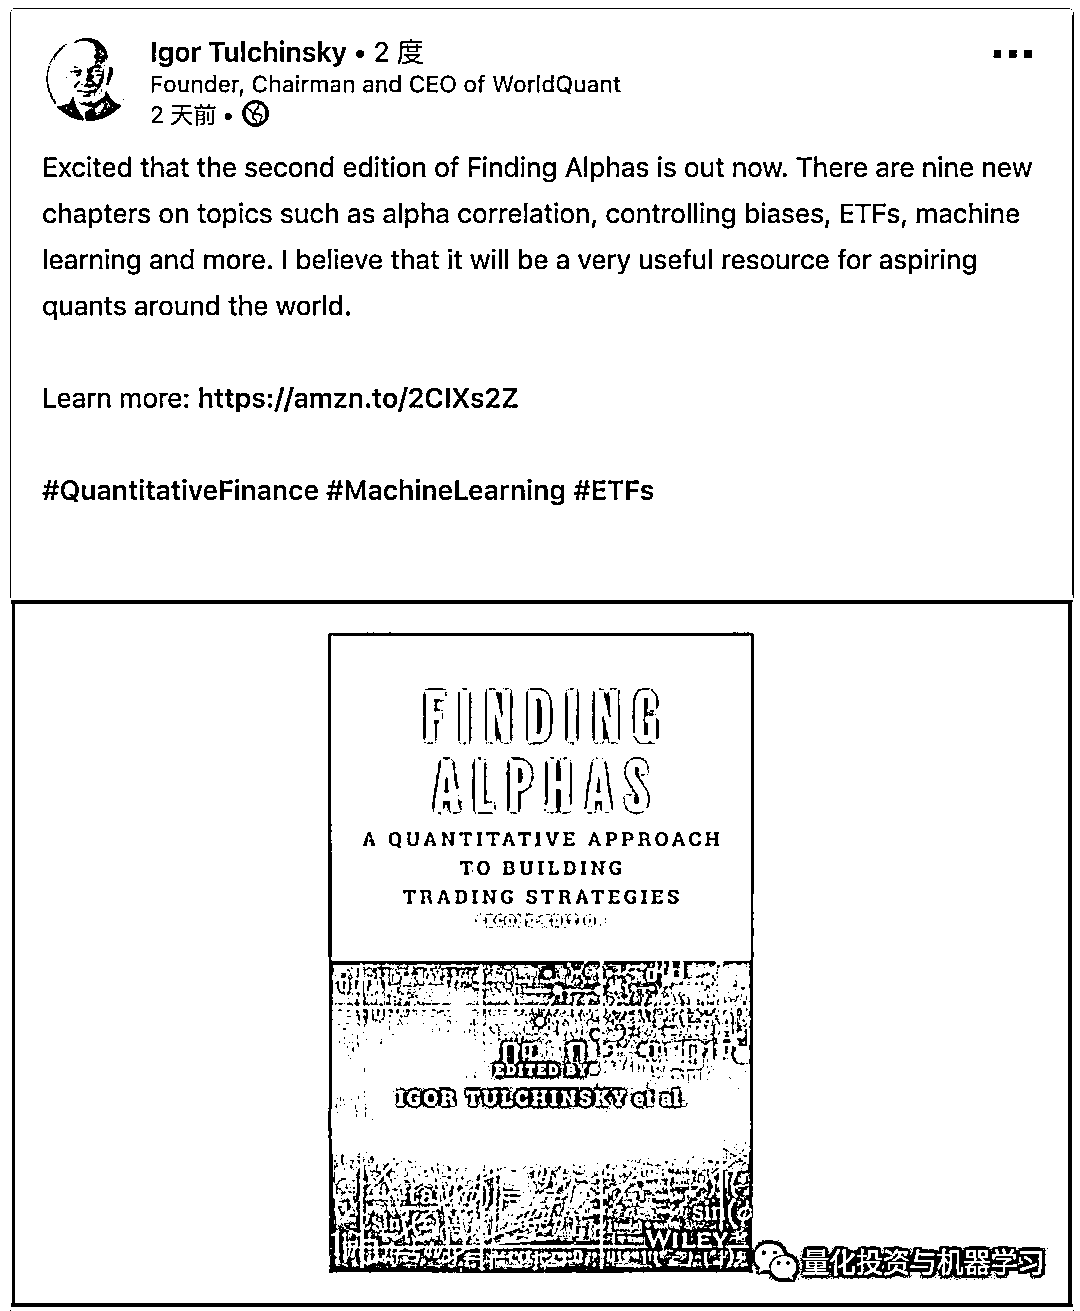 Igor Tulchinsky • 2 度
Founder, Chairman and CEO of WorldQuant
2 天前 •
Excited that the second edition of Finding Alphas is out now. There are nine new
chapters on topics such as alpha correlation, controlling biases, ETFs, machine
learning and more. I believe that it will be a very useful resource for aspiring
quants around the world.
Learn more: https://amzn.to/2CIXs2Z
#QuantitativeFinance #MachineLearning #ETFs
FINDING
ALPHAS
A QUANTITATIVE APPROACH
TO BUILDING
TRADING STRATEGIES
SECOND EDITION
EDITED BY
IGOR TULCHINSKY et al.
WILEY
量化投资与机器学习